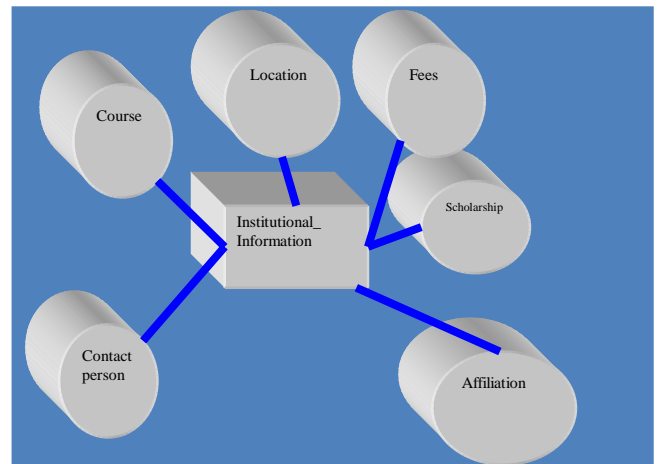 Location
Fees
Course
Scholarship
Institutional_
Information
Contact
person
Affiliation